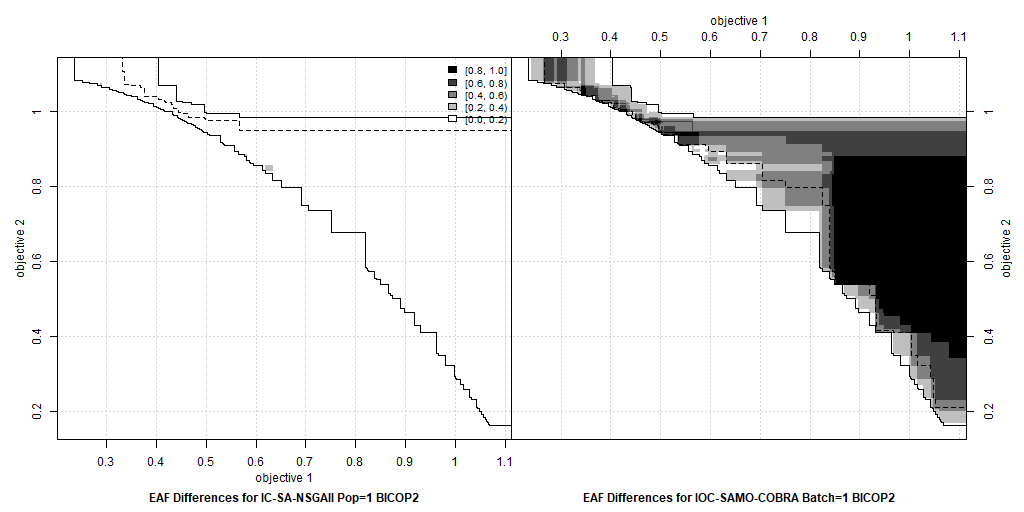 objective 1
0.3 0.4 0.5 0.6 0.7 0.8 0.9 1 1.1
[0.8, 1.0]
[0.6, 0.8)
[0.4, 0.6)
[0.2, 0.4)
[0.0, 0.2)
objective 2
1
0.8
0.6
0.4
0.2
1
0.8
0.6
0.4
0.2
objective 2
0.3 0.4 0.5 0.6 0.7 0.8 0.9 1 1.1
objective 1
EAF Differences for IC-SA-NSGAII Pop=1 BICOP2
EAF Differences for IOC-SAMO-COBRA Batch=1 BICOP2